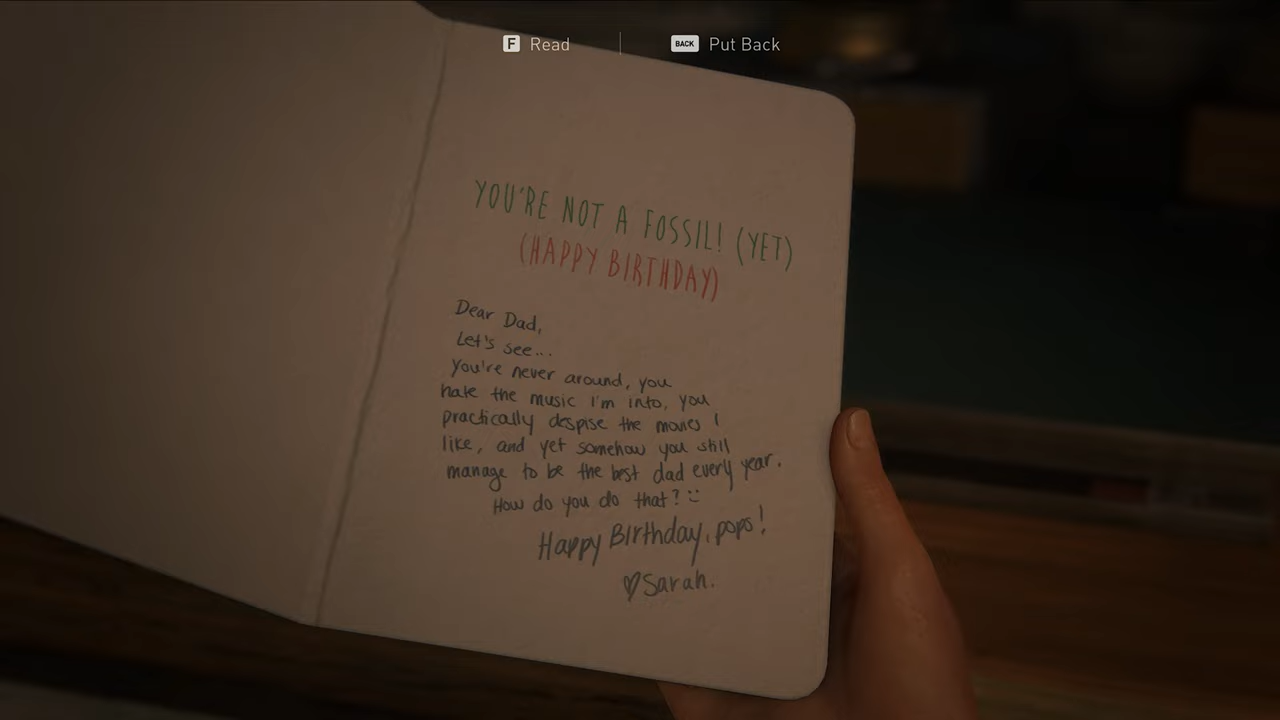 F Read BACK Put Back
YOU'RE NOT A FOSSIL! (YET)
(HAPPY BIRTHDAY)
Dear Dad,
Let's see...
You're never around, you
hate the music I'm into, you
practically despise the movies I
like, and yet somehow you still
manage to be the best dad every year.
How do you do that? :)
Happy Birthday, pops!
♡Sarah.